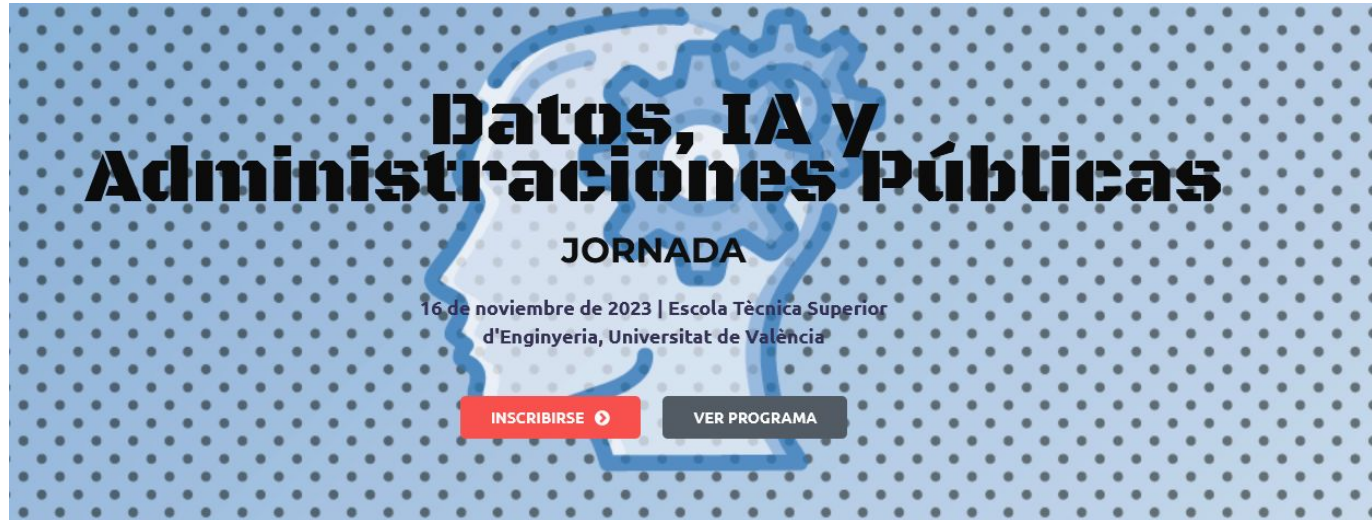 Datos, IA y
Administraciones Públicas
JORNADA
16 de noviembre de 2023 | Escola Tècnica Superior
d'Enginyeria, Universitat de València
INSCRIBIRSE
VER PROGRAMA